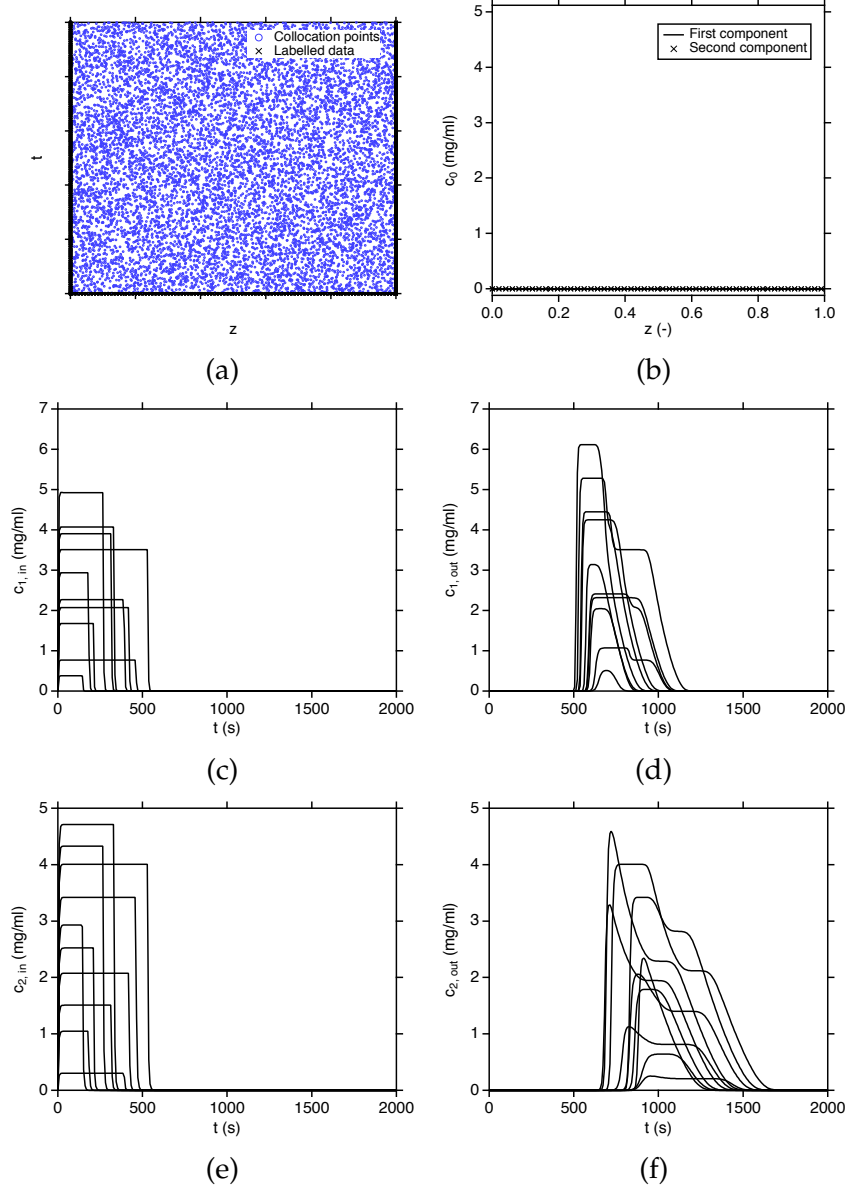 Collocation points
Labelled data
t
z
(a)
5
4
3
2
1
0
c0 (mg/ml)
First component
Second component
0.0 0.2 0.4 0.6 0.8 1.0
z (-)
(b)
7
6
5
4
3
2
1
0
c1, in (mg/ml)
0 500 1000 1500 2000
t (s)
(c)
7
6
5
4
3
2
1
0
c1, out (mg/ml)
0 500 1000 1500 2000
t (s)
(d)
5
4
3
2
1
0
c2, in (mg/ml)
0 500 1000 1500 2000
t (s)
(e)
5
4
3
2
1
0
c2, out (mg/ml)
0 500 1000 1500 2000
t (s)
(f)